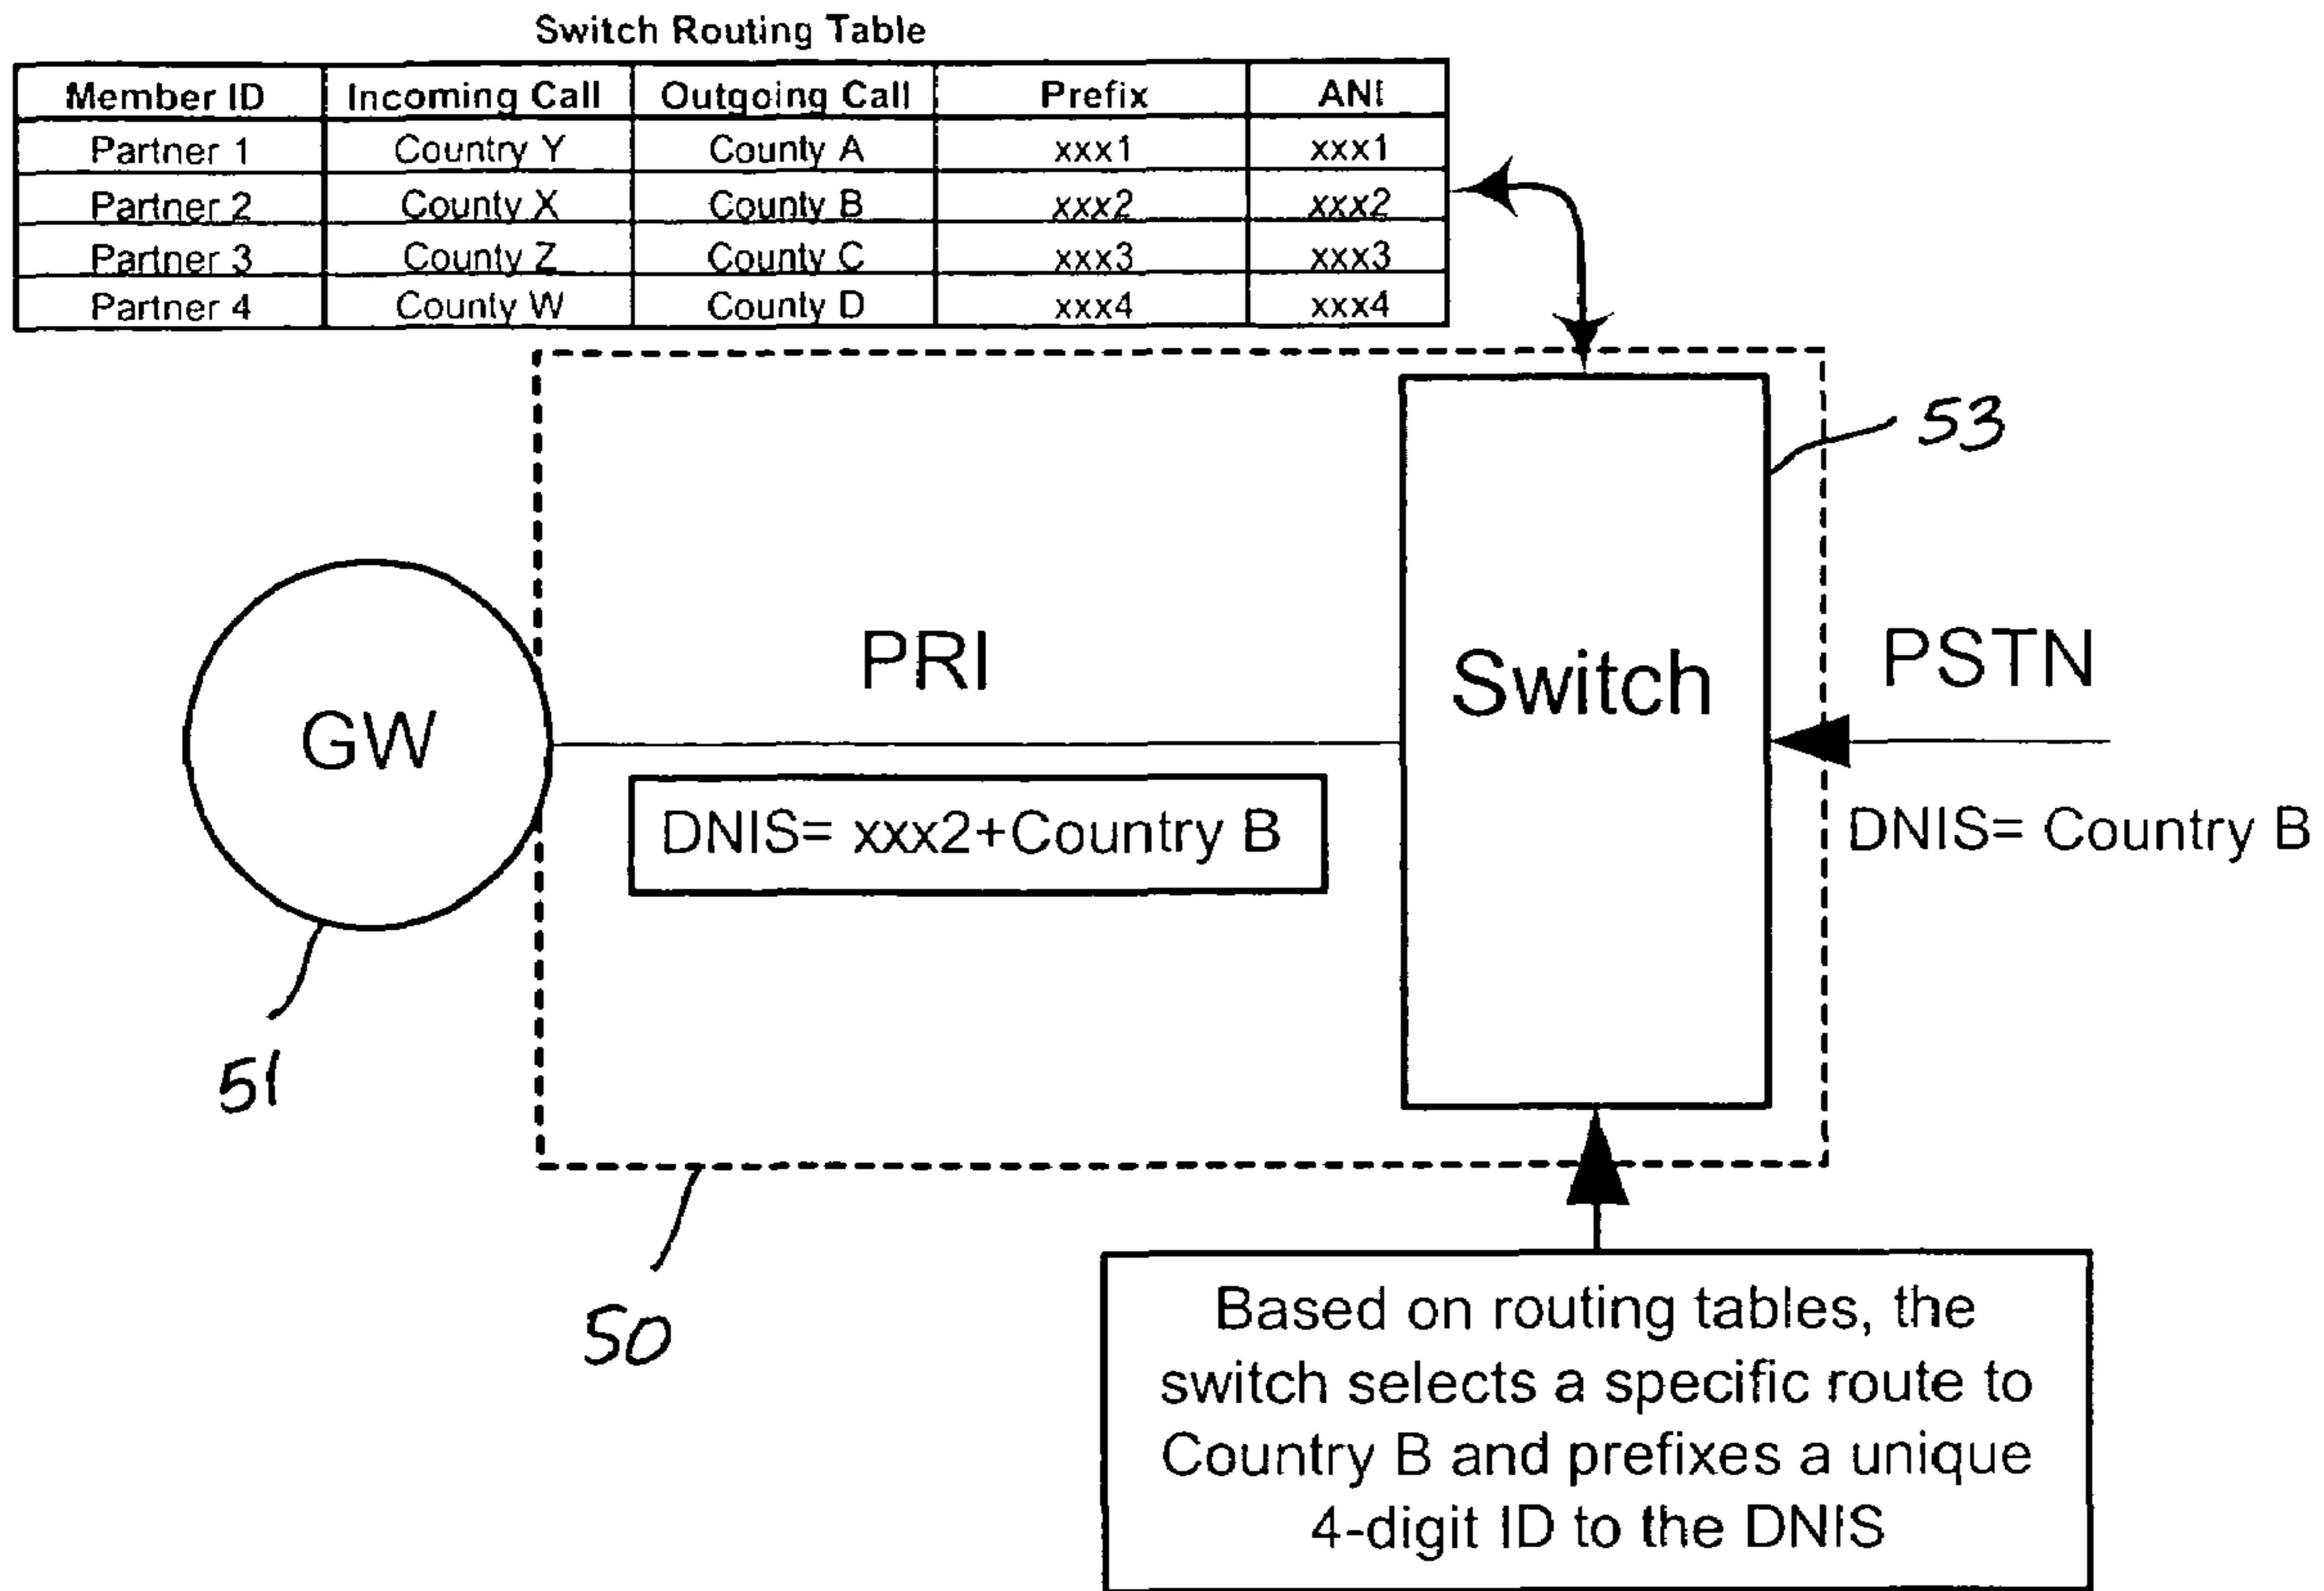 Switch Routing Table
Member ID Incoming Call Outgoing Call Prefix ANI
Partner 1 Country Y County A xxx1 xxx1
Partner 2 County X County B xxx2 xxx2
Partner 3 County Z County C xxx3 xxx3
Partner 4 County W County D xxx4 xxx4
53
PRI
Switch
PSTN
GW
DNIS= xxx2+Country B
DNIS= Country B
51
50
Based on routing tables, the
switch selects a specific route to
Country B and prefixes a unique
4-digit ID to the DNIS